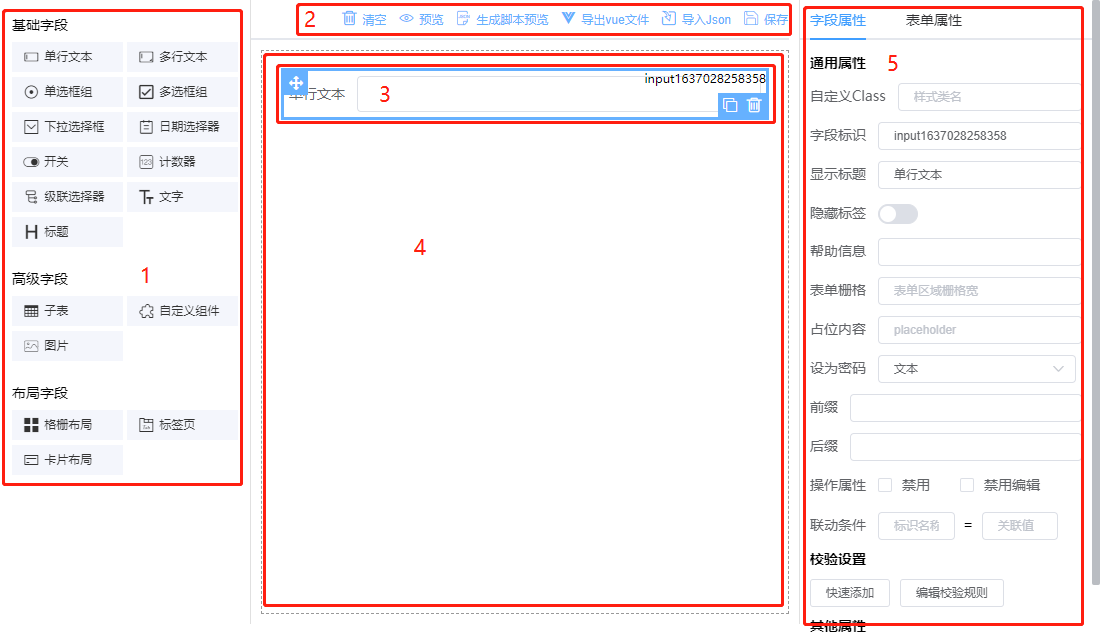 基础字段
单行文本 多行文本
单选框组 多选框组
下拉选择框 日期选择器
开关 123 计数器
级联选择器 文字
标题
高级字段 1
子表 自定义组件
图片
布局字段
格栅布局 标签页
卡片布局
2 清空 预览 生成脚本预览 导出vue文件 导入Json 保存
input1637028258358
单行文本 3
4
字段属性 表单属性
通用属性 5
自定义Class 样式类名
字段标识 input1637028258358
显示标题 单行文本
隐藏标签
帮助信息
表单栅格 表单区域栅格宽
占位内容 placeholder
设为密码 文本
前缀
后缀
操作属性 禁用 禁用编辑
联动条件 标识名称 = 关联值
校验设置
快速添加 编辑校验规则
其他属性